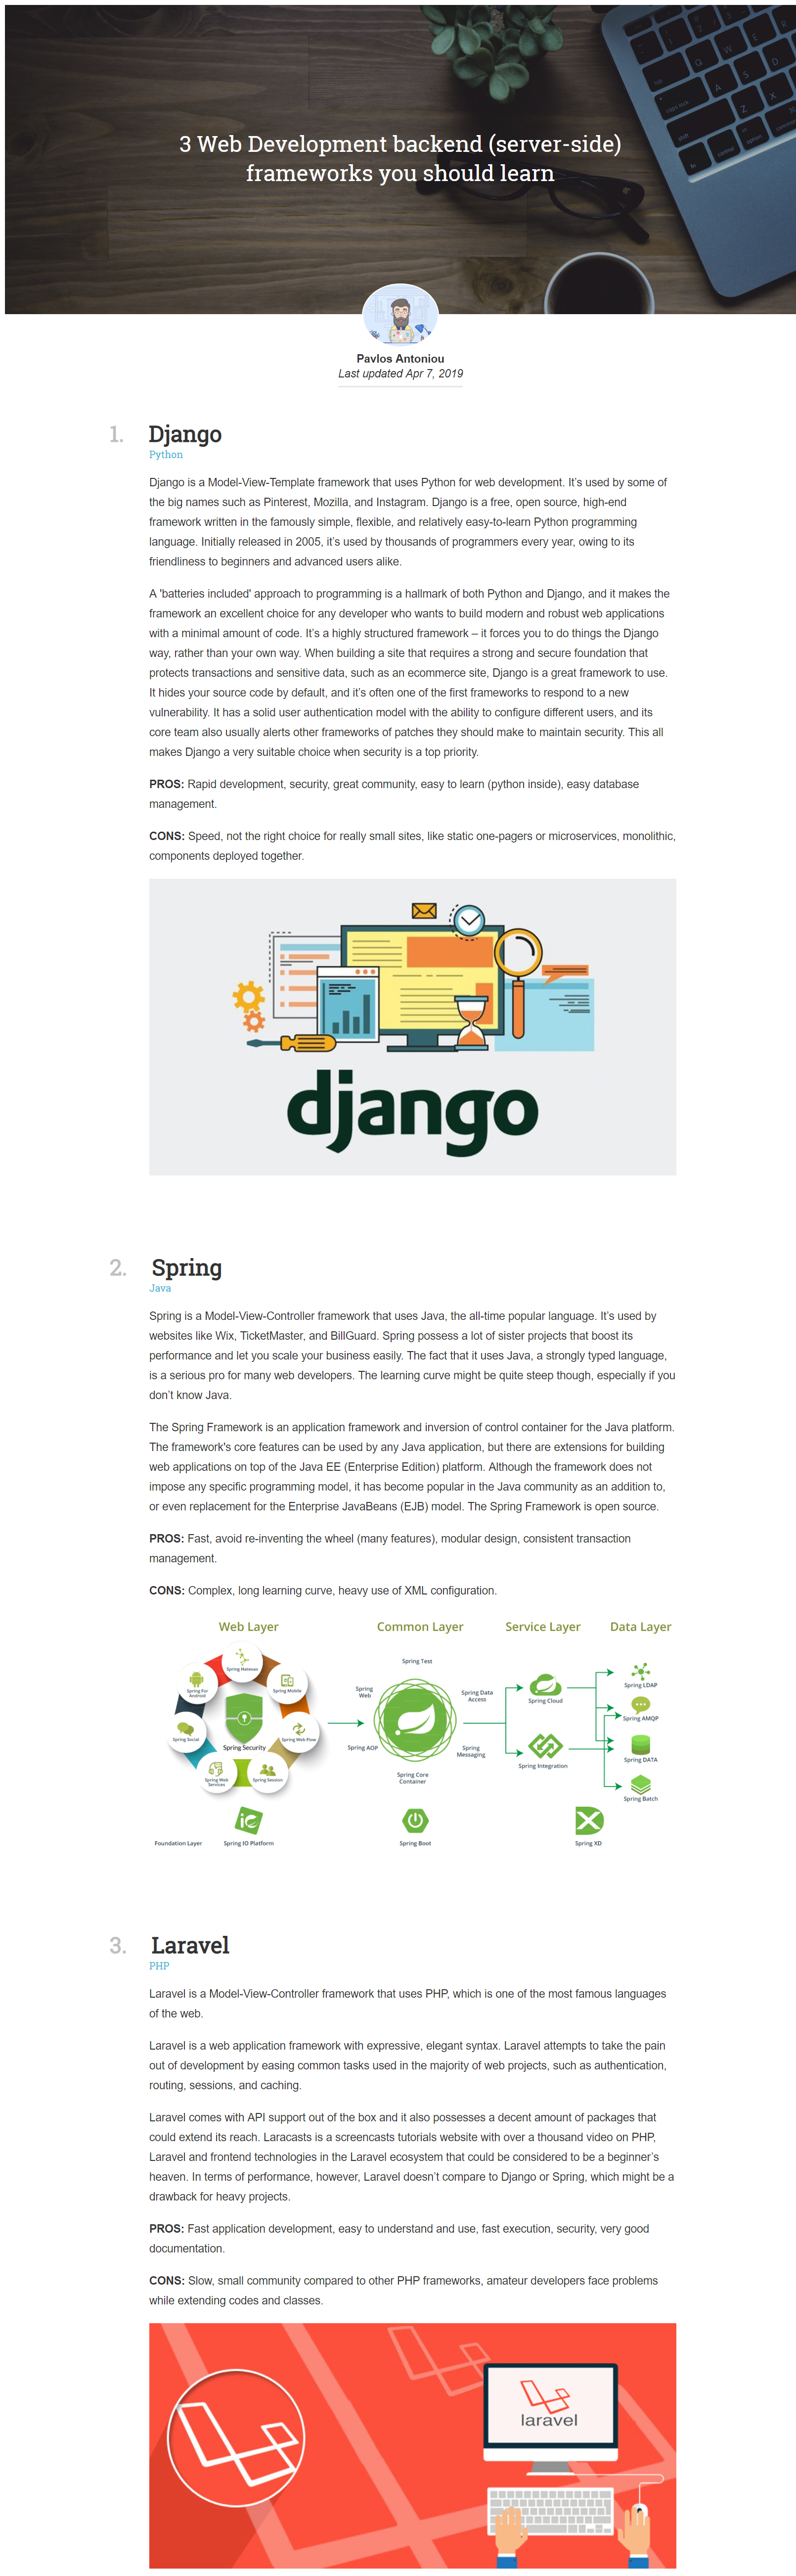 3 Web Development backend (server-side)
frameworks you should learn
Pavlos Antoniou
Last updated Apr 7, 2019
1. Django
Python
Django is a Model-View-Template framework that uses Python for web development. It’s used by some of
the big names such as Pinterest, Mozilla, and Instagram. Django is a free, open source, high-end
framework written in the famously simple, flexible, and relatively easy-to-learn Python programming
language. Initially released in 2005, it’s used by thousands of programmers every year, owing to its
friendliness to beginners and advanced users alike.
A 'batteries included' approach to programming is a hallmark of both Python and Django, and it makes the
framework an excellent choice for any developer who wants to build modern and robust web applications
with a minimal amount of code. It’s a highly structured framework – it forces you to do things the Django
way, rather than your own way. When building a site that requires a strong and secure foundation that
protects transactions and sensitive data, such as an ecommerce site, Django is a great framework to use.
It hides your source code by default, and it’s often one of the first frameworks to respond to a new
vulnerability. It has a solid user authentication model with the ability to configure different users, and its
core team also usually alerts other frameworks of patches they should make to maintain security. This all
makes Django a very suitable choice when security is a top priority.
PROS: Rapid development, security, great community, easy to learn (python inside), easy database
management.
CONS: Speed, not the right choice for really small sites, like static one-pagers or microservices, monolithic,
components deployed together.
django
2. Spring
Java
Spring is a Model-View-Controller framework that uses Java, the all-time popular language. It’s used by
websites like Wix, TicketMaster, and BillGuard. Spring possess a lot of sister projects that boost its
performance and let you scale your business easily. The fact that it uses Java, a strongly typed language,
is a serious pro for many web developers. The learning curve might be quite steep though, especially if you
don’t know Java.
The Spring Framework is an application framework and inversion of control container for the Java platform.
The framework's core features can be used by any Java application, but there are extensions for building
web applications on top of the Java EE (Enterprise Edition) platform. Although the framework does not
impose any specific programming model, it has become popular in the Java community as an addition to,
or even replacement for the Enterprise JavaBeans (EJB) model. The Spring Framework is open source.
PROS: Fast, avoid re-inventing the wheel (many features), modular design, consistent transaction
management.
CONS: Complex, long learning curve, heavy use of XML configuration.
Web Layer
Common Layer
Service Layer
Data Layer
Spring Hateoas
Spring For
Android
Spring Mobile
Spring Social
Spring Web Flow
Spring Security
Spring Web
Services
Spring Session
Spring Test
Spring
Web
Spring Data
Access
Spring AOP
Spring
Messaging
Spring Core
Container
Spring Cloud
Spring Integration
Spring LDAP
Spring AMQP
Spring DATA
Spring Batch
Foundation Layer
Spring IO Platform
Spring Boot
Spring XD
3. Laravel
PHP
Laravel is a Model-View-Controller framework that uses PHP, which is one of the most famous languages
of the web.
Laravel is a web application framework with expressive, elegant syntax. Laravel attempts to take the pain
out of development by easing common tasks used in the majority of web projects, such as authentication,
routing, sessions, and caching.
Laravel comes with API support out of the box and it also possesses a decent amount of packages that
could extend its reach. Laracasts is a screencasts tutorials website with over a thousand video on PHP,
Laravel and frontend technologies in the Laravel ecosystem that could be considered to be a beginner’s
heaven. In terms of performance, however, Laravel doesn’t compare to Django or Spring, which might be a
drawback for heavy projects.
PROS: Fast application development, easy to understand and use, fast execution, security, very good
documentation.
CONS: Slow, small community compared to other PHP frameworks, amateur developers face problems
while extending codes and classes.
laravel